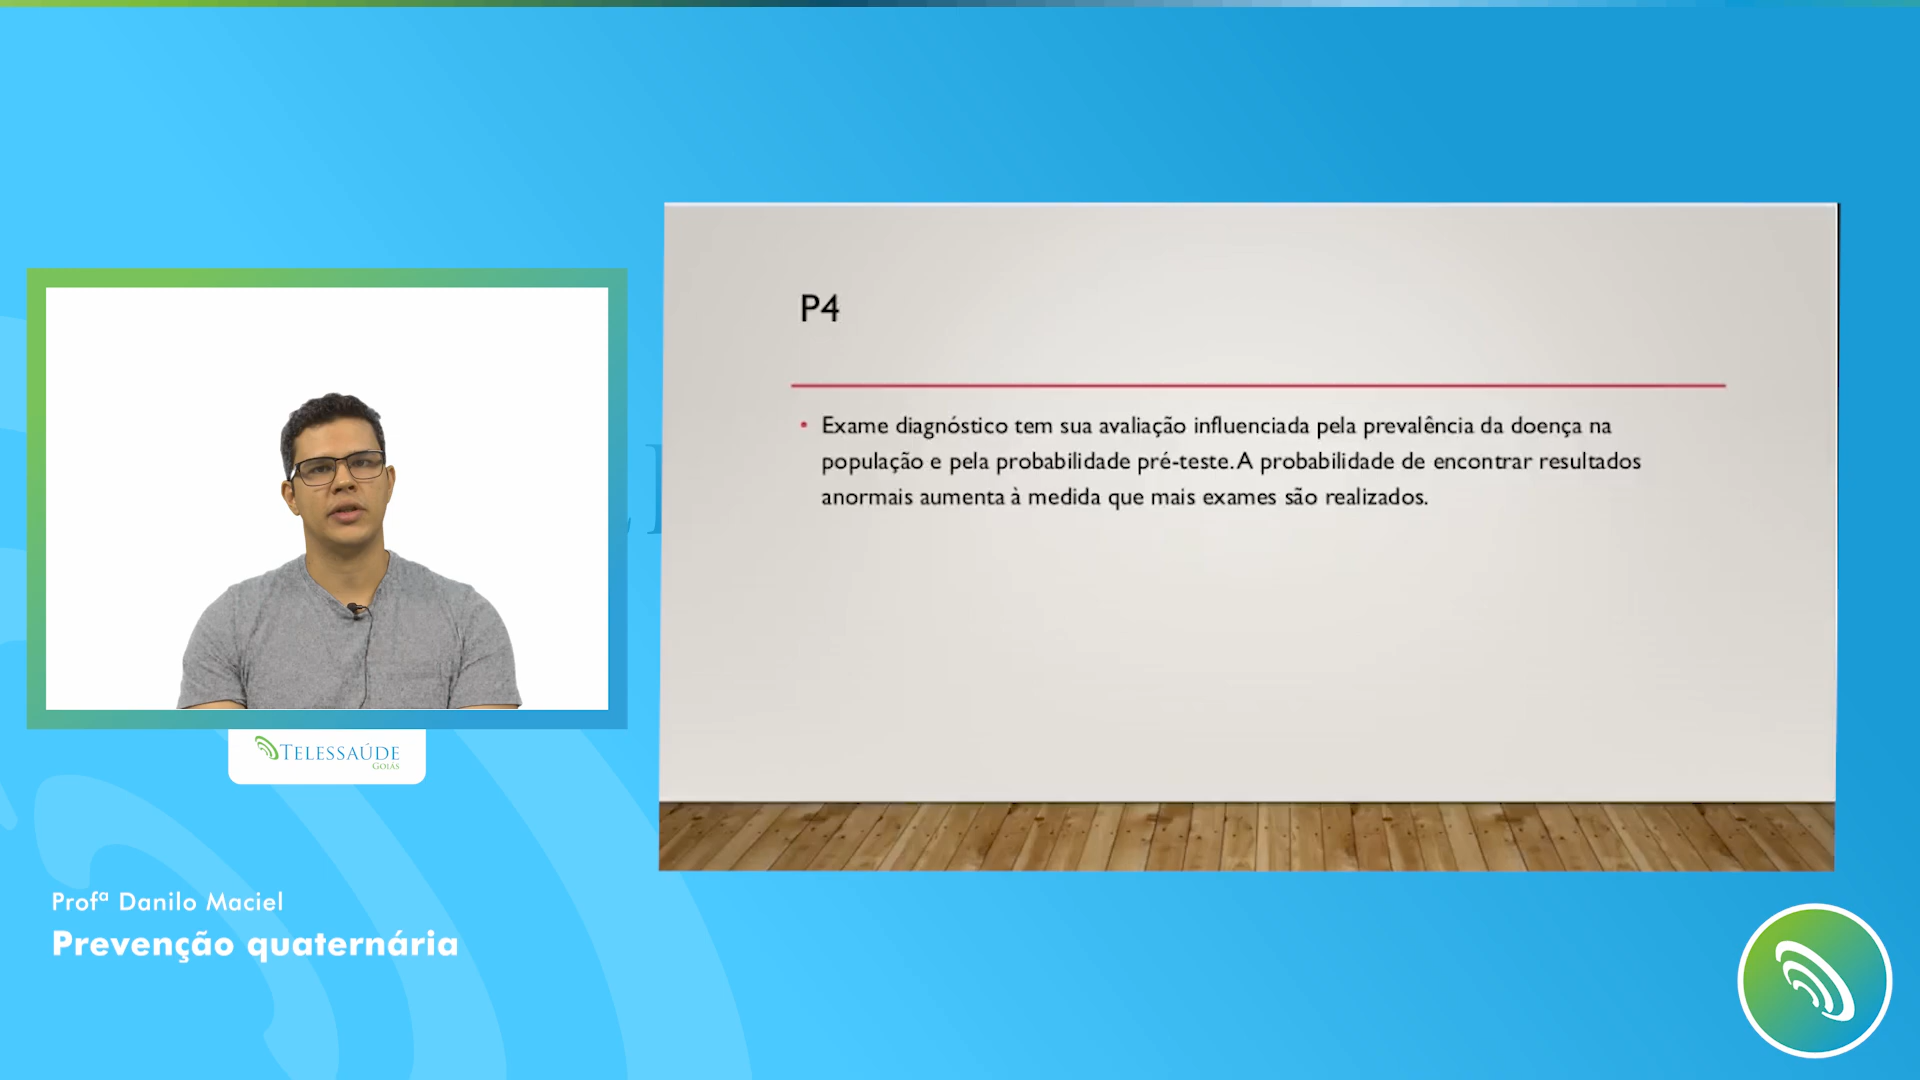 P4
• Exame diagnóstico tem sua avaliação influenciada pela prevalência da doença na
população e pela probabilidade pré-teste. A probabilidade de encontrar resultados
anormais aumenta à medida que mais exames são realizados.
TELESSAÚDE
GOIÁS
Profª Danilo Maciel
Prevenção quaternária